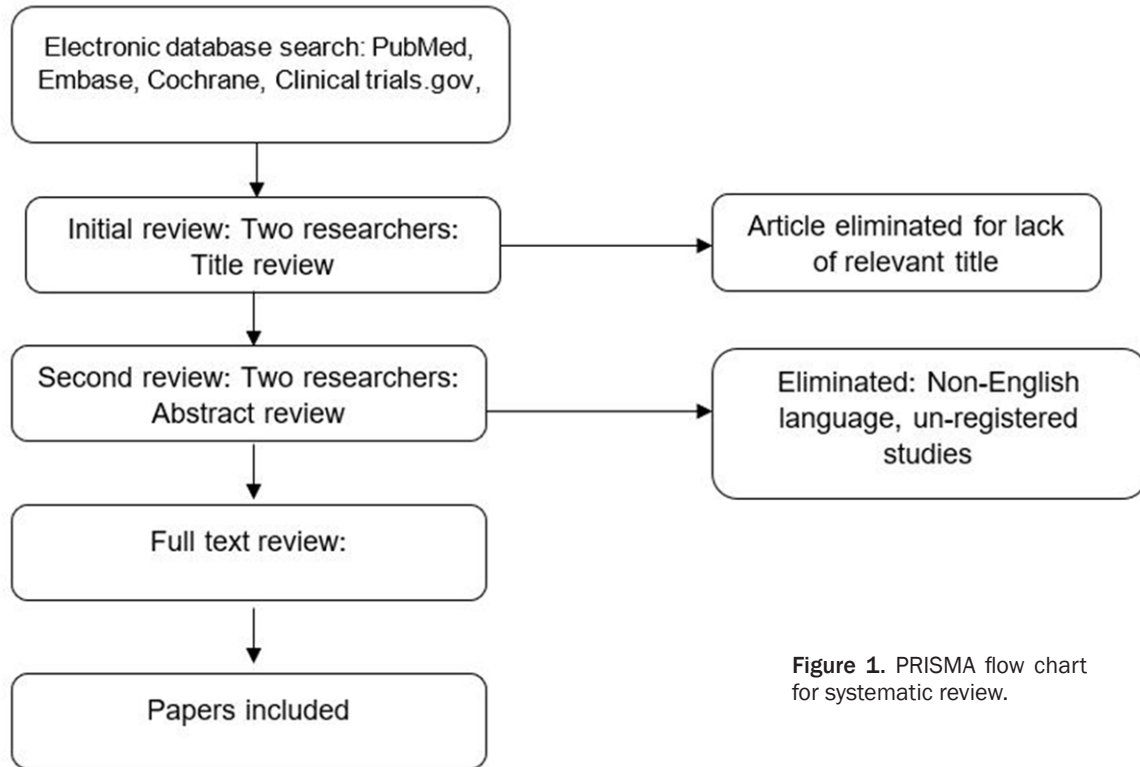 Electronic database search: PubMed,
Embase, Cochrane, Clinical trials.gov,
Initial review: Two researchers:
Title review
Article eliminated for lack
of relevant title
Second review: Two researchers:
Abstract review
Eliminated: Non-English
language, un-registered
studies
Full text review:
Papers included
Figure 1. PRISMA flow chart
for systematic review.